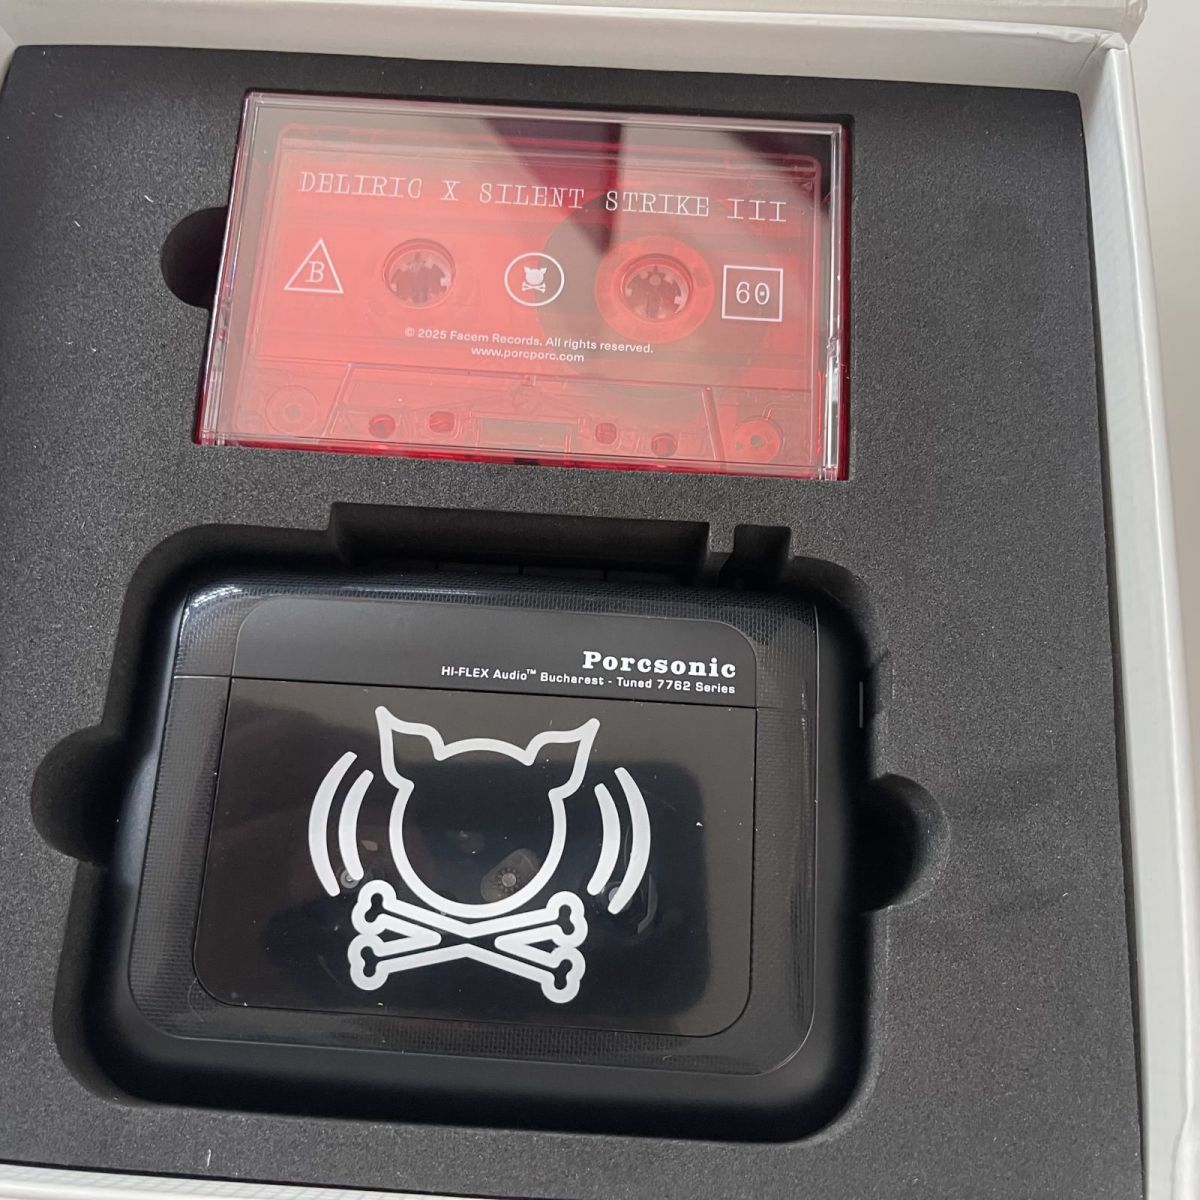 DELIRIC X SILENT STRIKE III
B
60
© 2025 Facem Records. All rights reserved.
www.porcporc.com
Porcsonic
HI-FLEX Audio™ Bucharest - Tuned 7762 Series